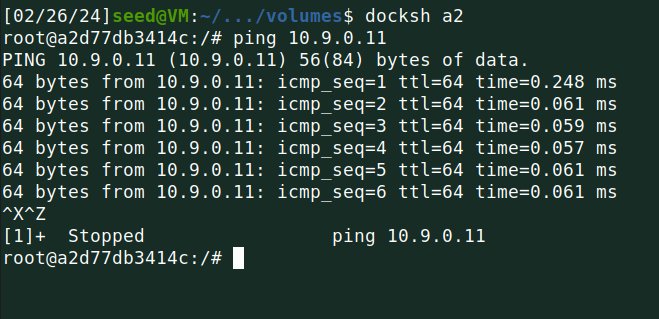 [02/26/24]seed@VM:~/.../volumes$ docksh a2
root@a2d77db3414c:/# ping 10.9.0.11
PING 10.9.0.11 (10.9.0.11) 56(84) bytes of data.
64 bytes from 10.9.0.11: icmp_seq=1 ttl=64 time=0.248 ms
64 bytes from 10.9.0.11: icmp_seq=2 ttl=64 time=0.061 ms
64 bytes from 10.9.0.11: icmp_seq=3 ttl=64 time=0.059 ms
64 bytes from 10.9.0.11: icmp_seq=4 ttl=64 time=0.057 ms
64 bytes from 10.9.0.11: icmp_seq=5 ttl=64 time=0.061 ms
64 bytes from 10.9.0.11: icmp_seq=6 ttl=64 time=0.061 ms
^X^Z
[1]+  Stopped                 ping 10.9.0.11
root@a2d77db3414c:/#